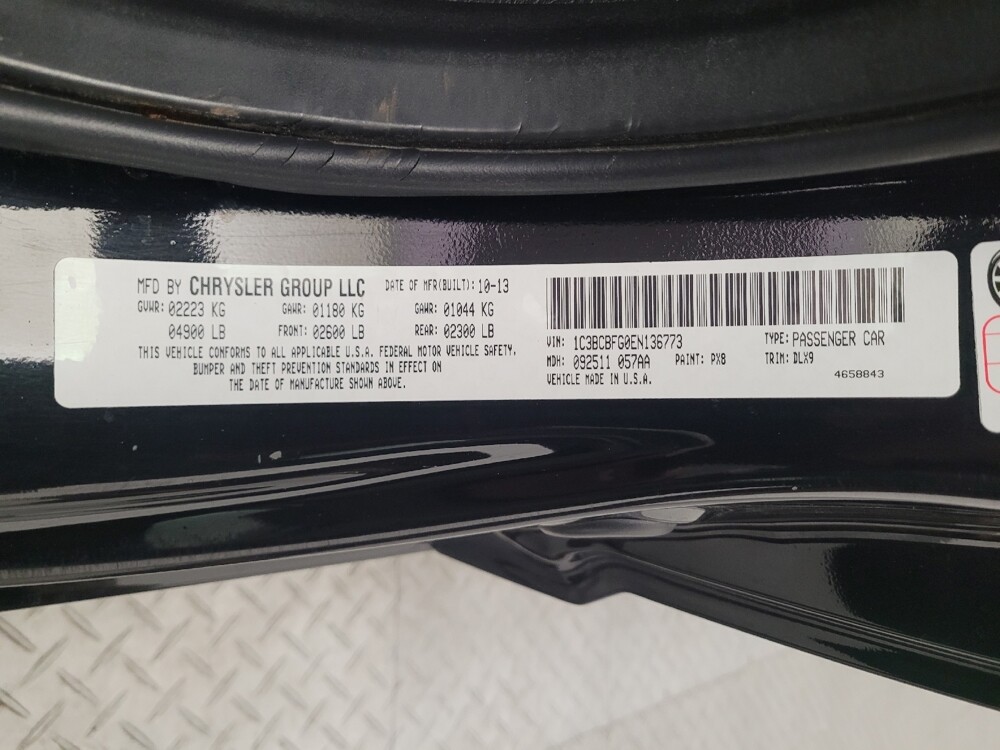 MFD BY CHRYSLER GROUP LLC DATE OF MFR(BUILT): 10-13
GVWR: 02223 KG GAWR: 01180 KG GAWR: 01044 KG
04900 LB FRONT: 02600 LB REAR: 02300 LB
THIS VEHICLE CONFORMS TO ALL APPLICABLE U.S.A. FEDERAL MOTOR VEHICLE SAFETY,
BUMPER AND THEFT PREVENTION STANDARDS IN EFFECT ON
THE DATE OF MANUFACTURE SHOWN ABOVE.
VIN: 1C3BCBFG0EN136773 TYPE: PASSENGER CAR
MDH: 092511 057AA PAINT: PX8 TRIM: DLX9
VEHICLE MADE IN U.S.A. 4658843